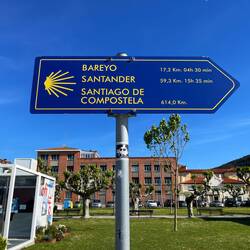 BAREYO 17,2 Km. 04h 30 min
SANTANDER 59,3 Km. 15h 35 min
SANTIAGO DE
COMPOSTELA 614,0 Km.